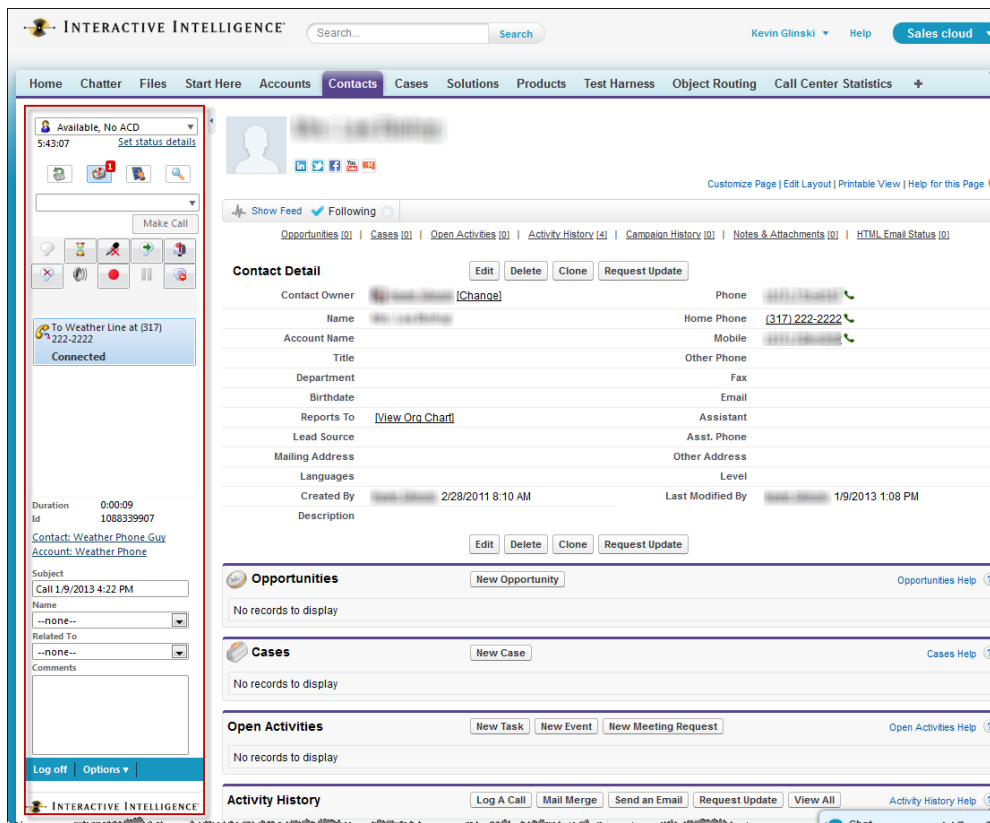 INTERACTIVE INTELLIGENCE
Search...
Search
Kevin Glinski
Help
Sales cloud
Home Chatter Files Start Here Accounts Contacts Cases Solutions Products Test Harness Object Routing Call Center Statistics +
Available, No ACD
5:43:07 Set status details
1
Make Call
To Weather Line at (317)
222-2222
Connected
Duration 0:00:09
Id 1088339907
Contact: Weather Phone Guy
Account: Weather Phone
Subject
Call 1/9/2013 4:22 PM
Name
--none--
Related To
--none--
Comments
Log off Options
INTERACTIVE INTELLIGENCE
Customize Page | Edit Layout | Printable View | Help for this Page
Show Feed Following
Opportunities [0] | Cases [0] | Open Activities [0] | Activity History [4] | Campaign History [0] | Notes & Attachments [0] | HTML Email Status [0]
Contact Detail Edit Delete Clone Request Update
Contact Owner [Change] Phone
Name Home Phone (317) 222-2222
Account Name Mobile
Title Other Phone
Department Fax
Birthdate Email
Reports To [View Org Chart] Assistant
Lead Source Asst. Phone
Mailing Address Other Address
Languages Level
Created By 2/28/2011 8:10 AM Last Modified By 1/9/2013 1:08 PM
Description
Edit Delete Clone Request Update
Opportunities New Opportunity Opportunities Help
No records to display
Cases New Case Cases Help
No records to display
Open Activities New Task New Event New Meeting Request Open Activities Help
No records to display
Activity History Log A Call Mail Merge Send an Email Request Update View All Activity History Help
Chat